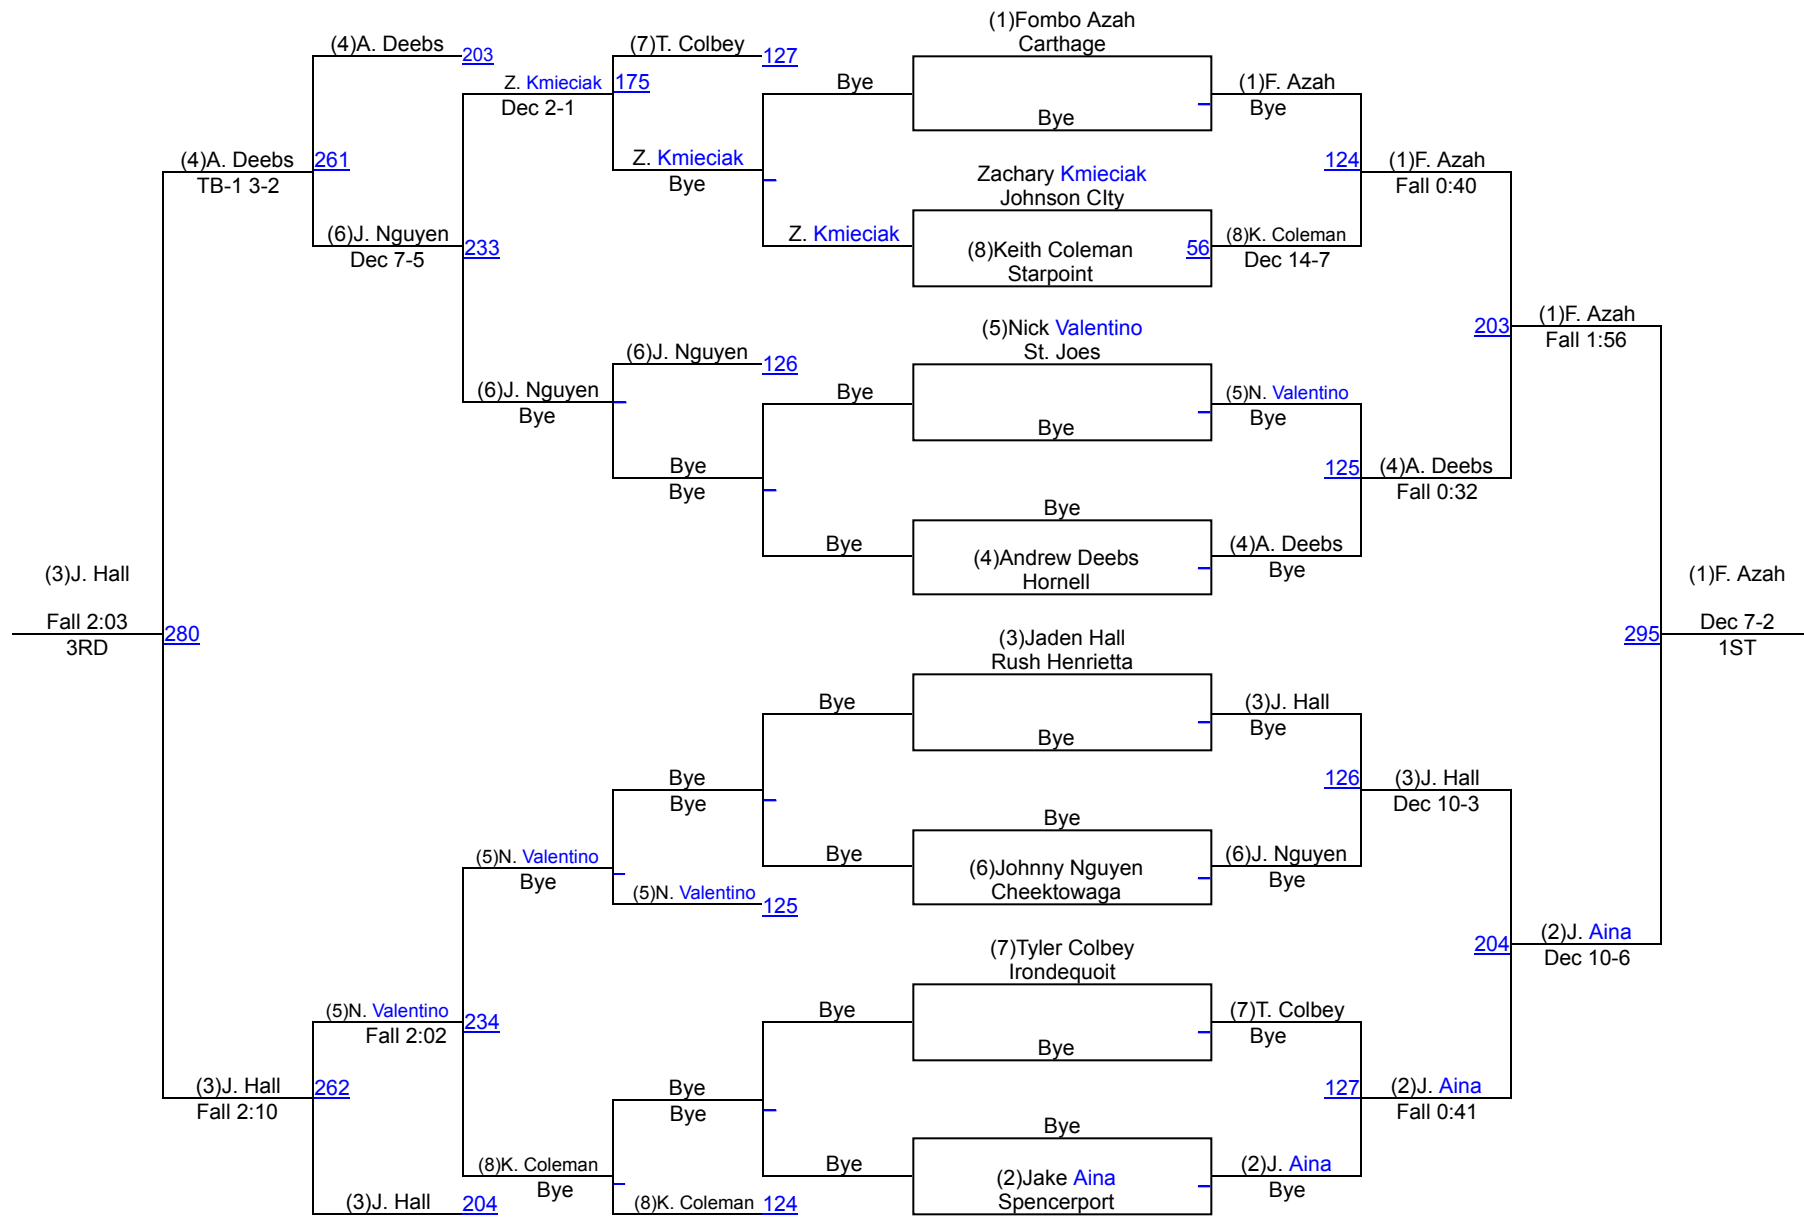 (1)Fombo Azah
Carthage
(4)A. Deebs
203
(7)T. Colbey
127
Z. Kmieciak
175
Dec 2-1
Bye
Bye
(1)F. Azah
Bye
(4)A. Deebs
261
TB-1 3-2
Z. Kmieciak
Bye
Zachary Kmieciak
Johnson CIty
124
(1)F. Azah
Fall 0:40
(6)J. Nguyen
233
Dec 7-5
Z. Kmieciak
(8)Keith Coleman
Starpoint
56
(8)K. Coleman
Dec 14-7
(5)Nick Valentino
St. Joes
203
(1)F. Azah
Fall 1:56
(6)J. Nguyen
126
(6)J. Nguyen
Bye
Bye
Bye
(5)N. Valentino
Bye
Bye
Bye
125
(4)A. Deebs
Fall 0:32
Bye
Bye
(4)Andrew Deebs
Hornell
(4)A. Deebs
Bye
(3)J. Hall
Fall 2:03
3RD
280
(1)F. Azah
295
Dec 7-2
1ST
(3)Jaden Hall
Rush Henrietta
Bye
Bye
(3)J. Hall
Bye
Bye
Bye
126
(3)J. Hall
Dec 10-3
Bye
(5)N. Valentino
Bye
Bye
(6)Johnny Nguyen
Cheektowaga
(6)J. Nguyen
Bye
(5)N. Valentino
125
(7)Tyler Colbey
Irondequoit
204
(2)J. Aina
Dec 10-6
(5)N. Valentino
234
Fall 2:02
Bye
Bye
(7)T. Colbey
Bye
(3)J. Hall
262
Fall 2:10
Bye
Bye
127
(2)J. Aina
Fall 0:41
Bye
(8)K. Coleman
Bye
Bye
(2)Jake Aina
Spencerport
(2)J. Aina
Bye
(3)J. Hall
204
(8)K. Coleman
124